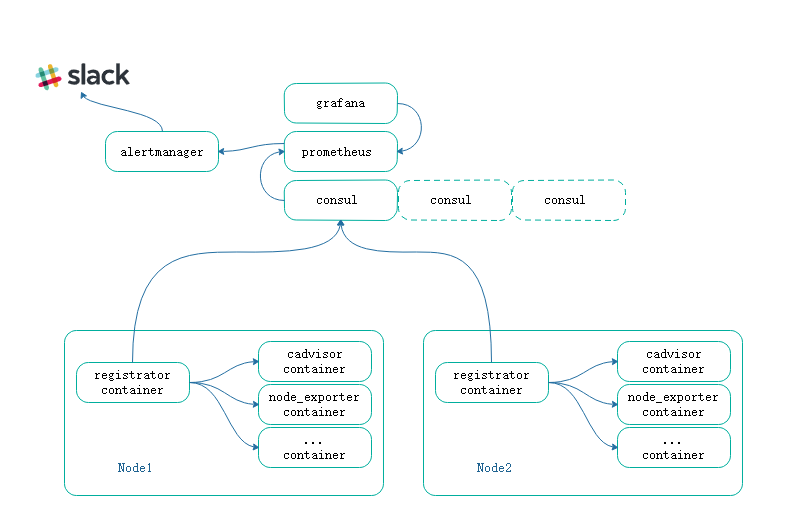 slack
grafana
alertmanager
prometheus
consul
consul
consul
registrator
container
cadvisor
container
node_exporter
container
...
container
Node1
registrator
container
cadvisor
container
node_exporter
container
...
container
Node2